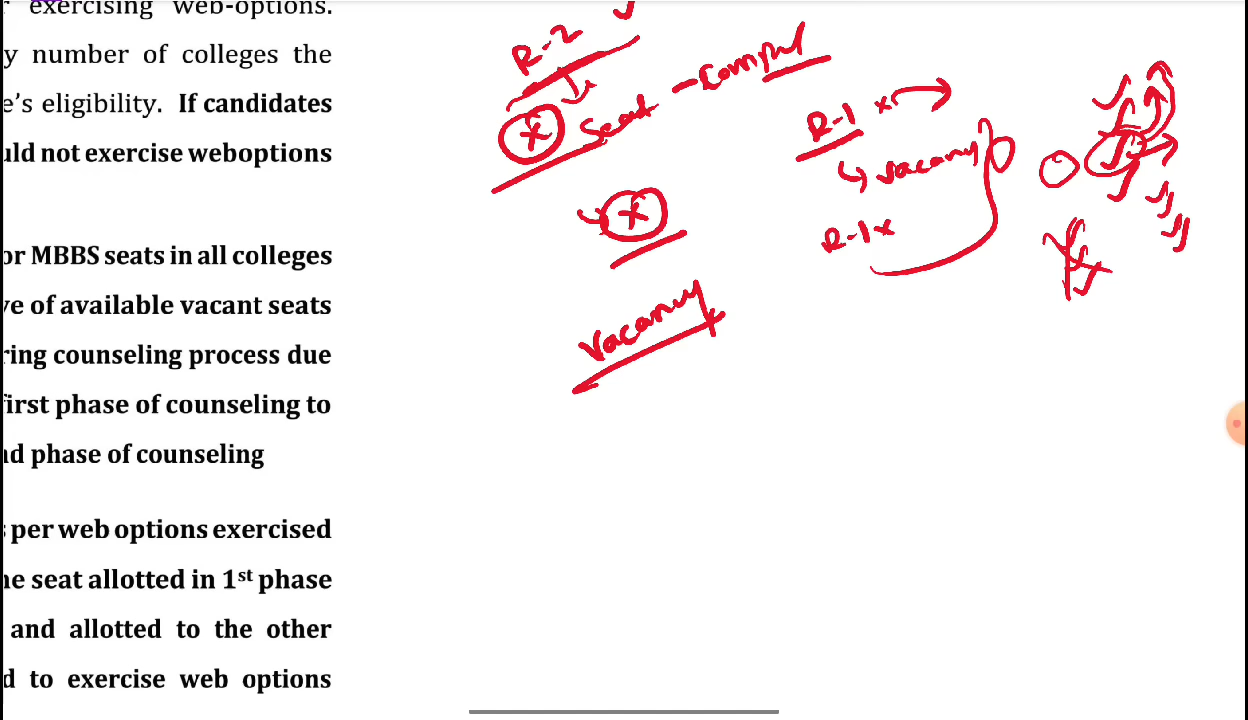 exercising web-options.
y number of colleges the
e's eligibility. If candidates
uld not exercise weboptions
or MBBS seats in all colleges
ve of available vacant seats
ring counseling process due
first phase of counseling to
nd phase of counseling
s per web options exercised
ne seat allotted in 1st phase
and allotted to the other
d to exercise web options
R-2
x Seat - Compul
x
Vacancy
R-1 x
vacancy
R-1 x